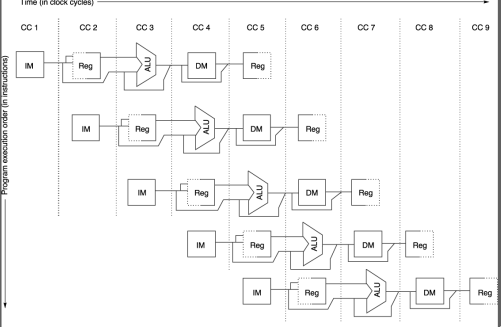 Time (in clock cycles)
CC 1 CC 2 CC 3 CC 4 CC 5 CC 6 CC 7 CC 8 CC 9
Program execution order (in instructions)
IM Reg ALU DM Reg
IM Reg ALU DM Reg
IM Reg ALU DM Reg
IM Reg ALU DM Reg
IM Reg ALU DM Reg